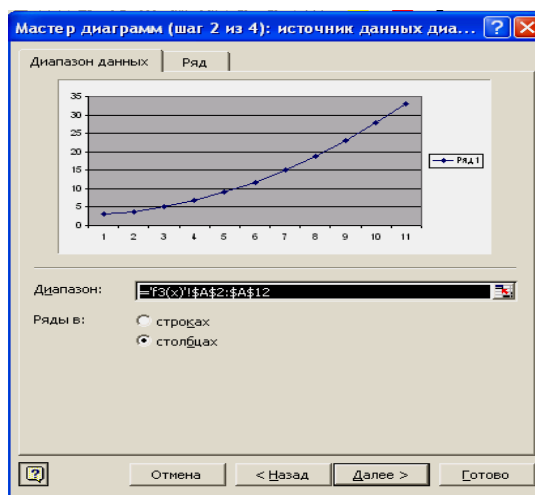 Мастер диаграмм (шаг 2 из 4): источник данных диа...
Диапазон данных
Ряд
35
30
25
20
15
10
5
0
1 2 3 4 5 6 7 8 9 10 11
Ряд1
Диапазон:
='f3(x)'!$A$2:$A$12
Ряды в:
строках
столбцах
Отмена
< Назад
Далее >
Готово